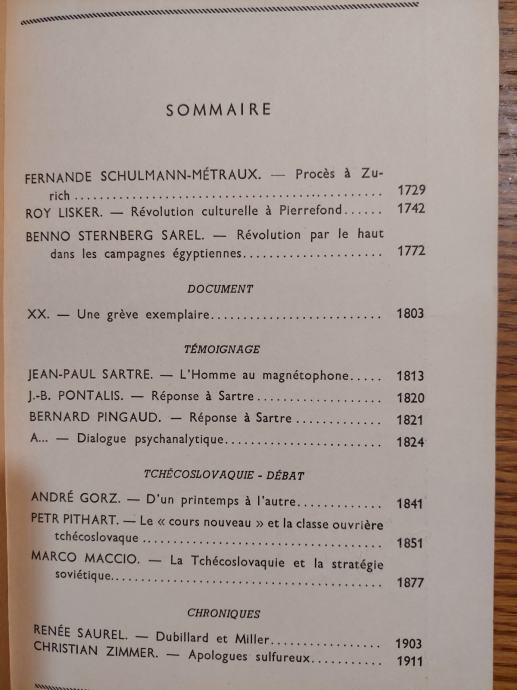 SOMMAIRE
FERNANDE SCHULMANN-MÉTRAUX. — Procès à Zu-
rich ............................................... 1729
ROY LISKER. — Révolution culturelle à Pierrefond...... 1742
BENNO STERNBERG SAREL. — Révolution par le haut
dans les campagnes égyptiennes..................... 1772
DOCUMENT
XX. — Une grève exemplaire.......................... 1803
TÉMOIGNAGE
JEAN-PAUL SARTRE. — L'Homme au magnétophone..... 1813
J.-B. PONTALIS. — Réponse à Sartre .................. 1820
BERNARD PINGAUD. — Réponse à Sartre ............. 1821
A... — Dialogue psychanalytique........................ 1824
TCHÉCOSLOVAQUIE - DÉBAT
ANDRÉ GORZ. — D'un printemps à l'autre............. 1841
PETR PITHART. — Le « cours nouveau » et la classe ouvrière
tchécoslovaque ..................................... 1851
MARCO MACCIO. — La Tchécoslovaquie et la stratégie
soviétique......................................... 1877
CHRONIQUES
RENÉE SAUREL. — Dubillard et Miller................. 1903
CHRISTIAN ZIMMER. — Apologues sulfureux........... 1911